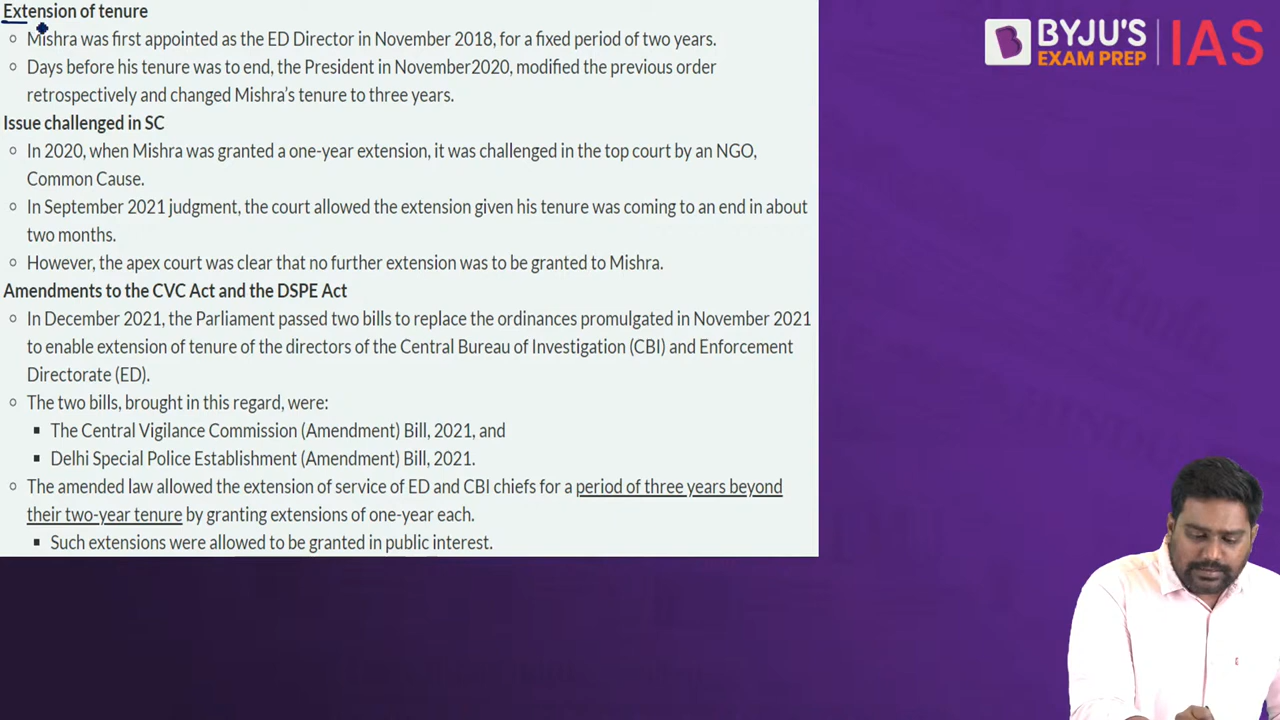 Extension of tenure
Mishra was first appointed as the ED Director in November 2018, for a fixed period of two years.
Days before his tenure was to end, the President in November2020, modified the previous order
retrospectively and changed Mishra's tenure to three years.
Issue challenged in SC
In 2020, when Mishra was granted a one-year extension, it was challenged in the top court by an NGO,
Common Cause.
In September 2021 judgment, the court allowed the extension given his tenure was coming to an end in about
two months.
However, the apex court was clear that no further extension was to be granted to Mishra.
Amendments to the CVC Act and the DSPE Act
In December 2021, the Parliament passed two bills to replace the ordinances promulgated in November 2021
to enable extension of tenure of the directors of the Central Bureau of Investigation (CBI) and Enforcement
Directorate (ED).
The two bills, brought in this regard, were:
The Central Vigilance Commission (Amendment) Bill, 2021, and
Delhi Special Police Establishment (Amendment) Bill, 2021.
The amended law allowed the extension of service of ED and CBI chiefs for a period of three years beyond
their two-year tenure by granting extensions of one-year each.
Such extensions were allowed to be granted in public interest.
BYJU'S
EXAM PREP
IAS